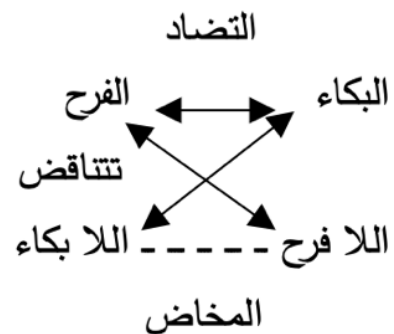 التضاد
البكاء الفرح
تتناقض
اللا فرح اللا بكاء
المخاض